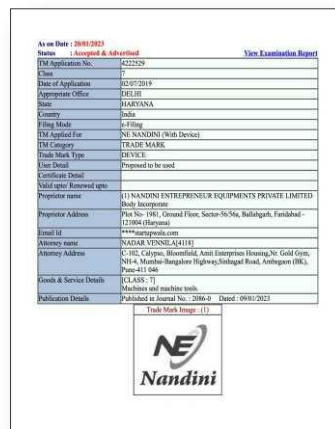 As on Date : 28/01/2023
Status : Accepted & Advertised View Examination Report
TM Application No. 4222529
Class 7
Date of Application 02/07/2019
Appropriate Office DELHI
State HARYANA
Country India
Filing Mode e-Filing
TM Applied For NE NANDINI (With Device)
TM Category TRADE MARK
Trade Mark Type DEVICE
User Detail Proposed to be used
Certificate Detail
Valid upto/ Renewed upto
Proprietor name (1) NANDINI ENTREPRENEUR EQUIPMENTS PRIVATE LIMITED
Body Incorporate
Proprietor Address Plot No- 1981, Ground Floor, Sector-56/56a, Ballabgarh, Faridabad -
121004 (Haryana)
Email Id ****startupwala.com
Attorney name NADAR VENNILA[4118]
Attorney Address C-102, Calypso, Bloomfield, Amit Enterprises Housing, Nr. Gold Gym,
NH-4, Mumbai-Bangalore Highway,Sinhagad Road, Ambegaon (BK),
Pune-411 046
Goods & Service Details [CLASS : 7]
Machines and machine tools.
Publication Details Published in Journal No. : 2086-0 Dated : 09/01/2023
Trade Mark Image : (1)
NE
Nandini